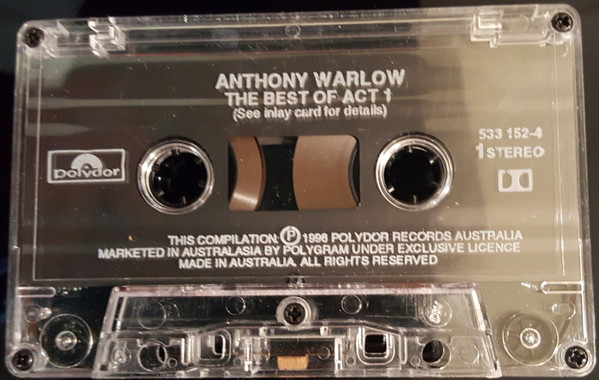 ANTHONY WARLOW
THE BEST OF ACT 1
(See inlay card for details)
533 152-4
1 STEREO
polydor
THIS COMPILATION ℗ 1996 POLYDOR RECORDS AUSTRALIA
MARKETED IN AUSTRALASIA BY POLYGRAM UNDER EXCLUSIVE LICENCE
MADE IN AUSTRALIA. ALL RIGHTS RESERVED